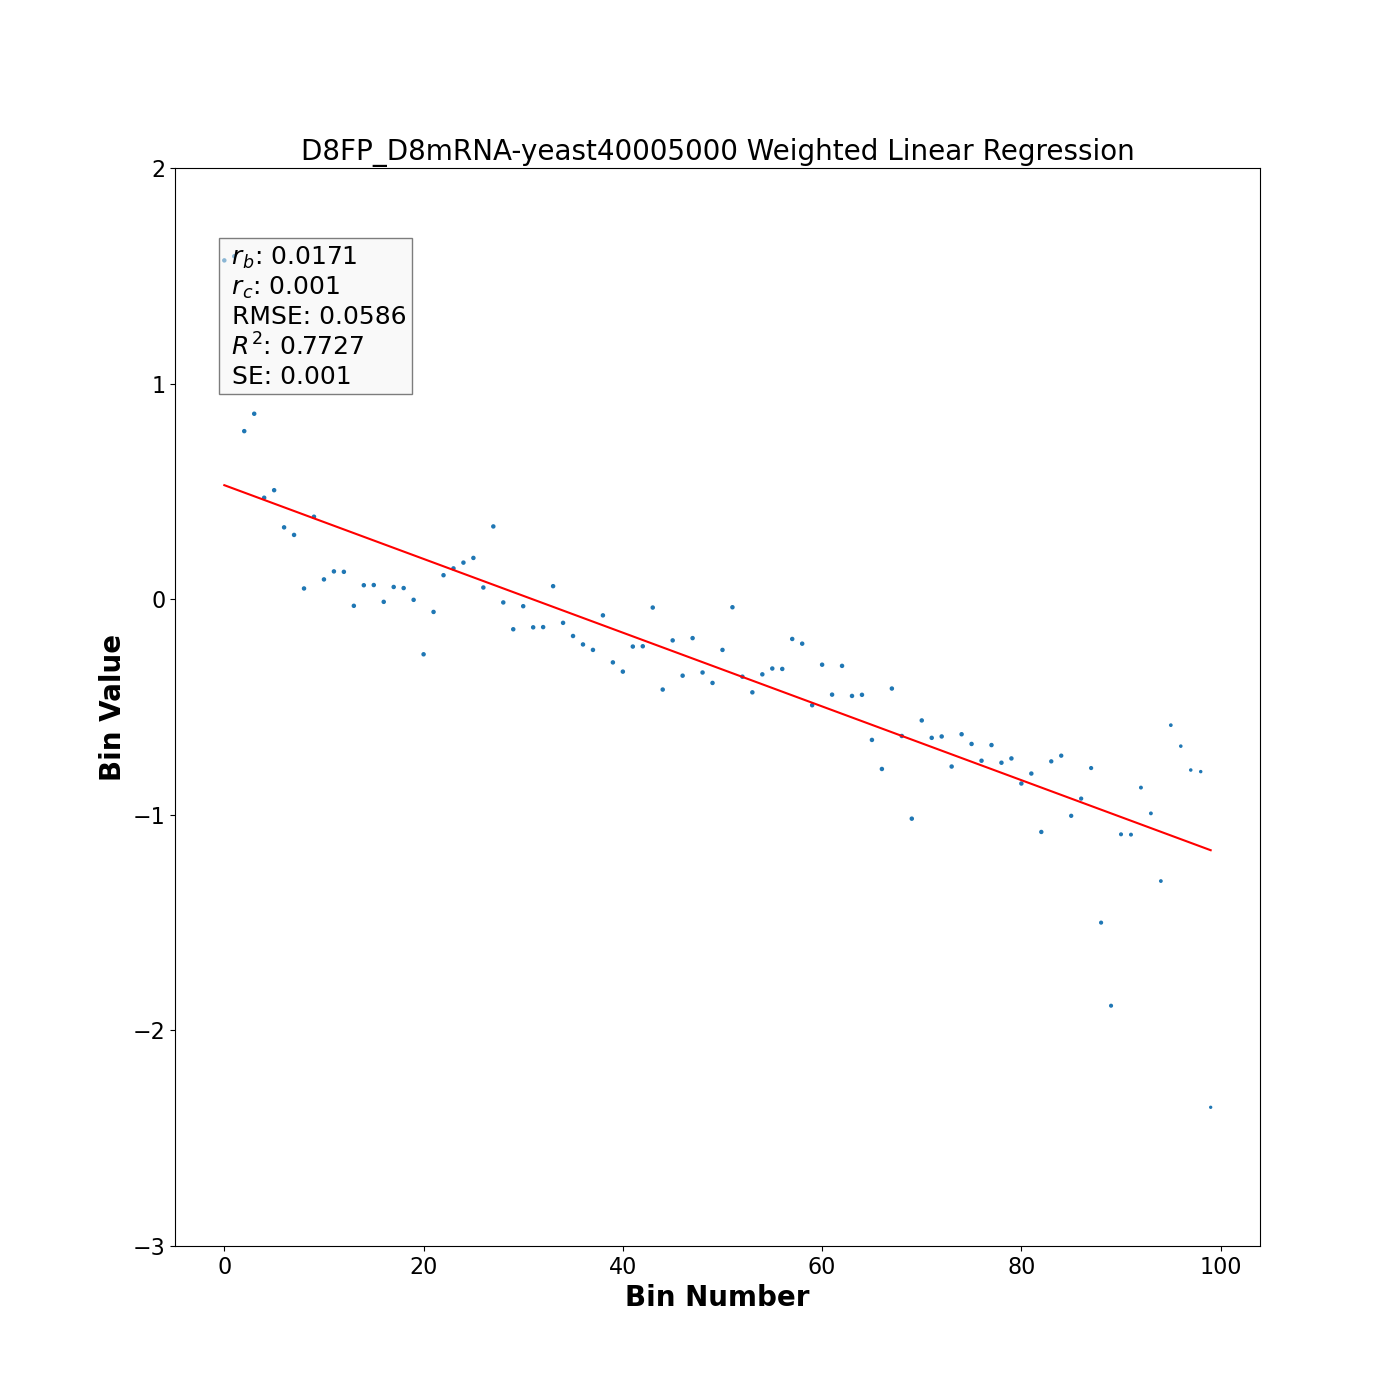 D8FP_D8mRNA-yeast40005000 Weighted Linear Regression
2
r_b: 0.0171
r_c: 0.001
RMSE: 0.0586
R²: 0.7727
SE: 0.001
1
0
−1
−2
−3
Bin Value
0 20 40 60 80 100
Bin Number